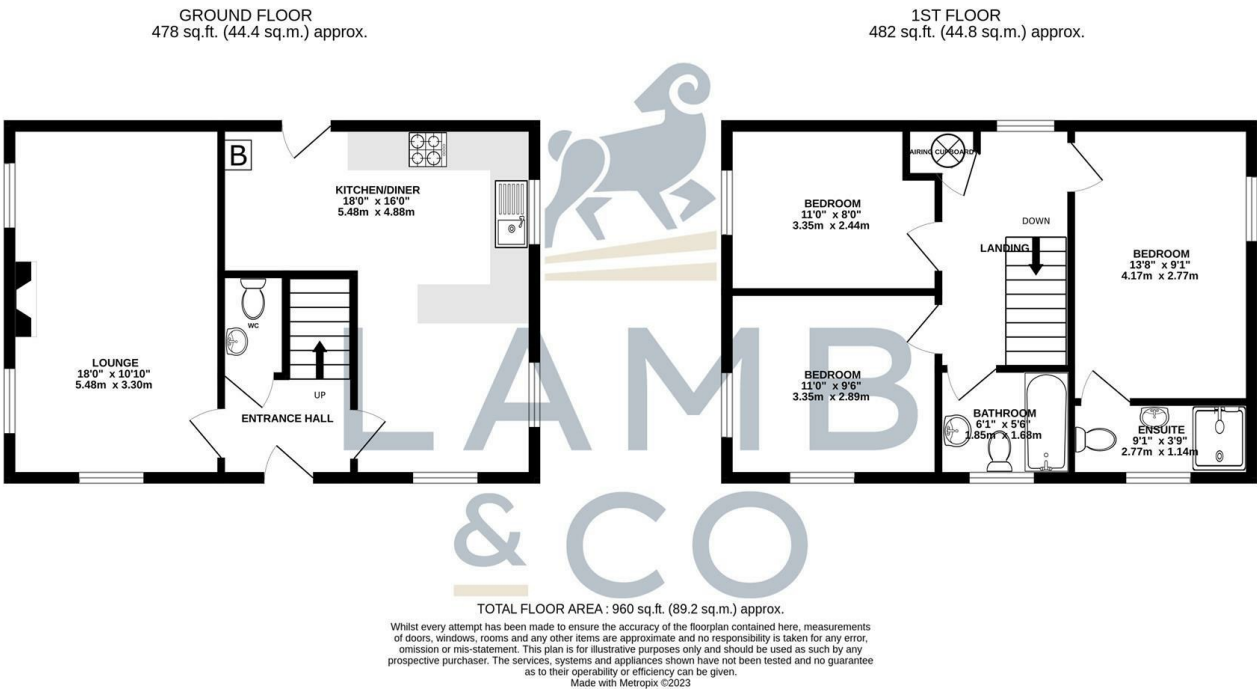 GROUND FLOOR
478 sq.ft. (44.4 sq.m.) approx.
1ST FLOOR
482 sq.ft. (44.8 sq.m.) approx.
B
KITCHEN/DINER
18'0" x 16'0"
5.48m x 4.88m
WC
LOUNGE
18'0" x 10'10"
5.48m x 3.30m
UP
ENTRANCE HALL
AIRING CUPBOARD
BEDROOM
11'0" x 8'0"
3.35m x 2.44m
DOWN
LANDING
BEDROOM
13'8" x 9'1"
4.17m x 2.77m
BEDROOM
11'0" x 9'6"
3.35m x 2.89m
BATHROOM
6'1" x 5'6"
1.85m x 1.68m
ENSUITE
9'1" x 3'9"
2.77m x 1.14m
LAMB
& CO
TOTAL FLOOR AREA : 960 sq.ft. (89.2 sq.m.) approx.
Whilst every attempt has been made to ensure the accuracy of the floorplan contained here, measurements
of doors, windows, rooms and any other items are approximate and no responsibility is taken for any error,
omission or mis-statement. This plan is for illustrative purposes only and should be used as such by any
prospective purchaser. The services, systems and appliances shown have not been tested and no guarantee
as to their operability or efficiency can be given.
Made with Metropix ©2023